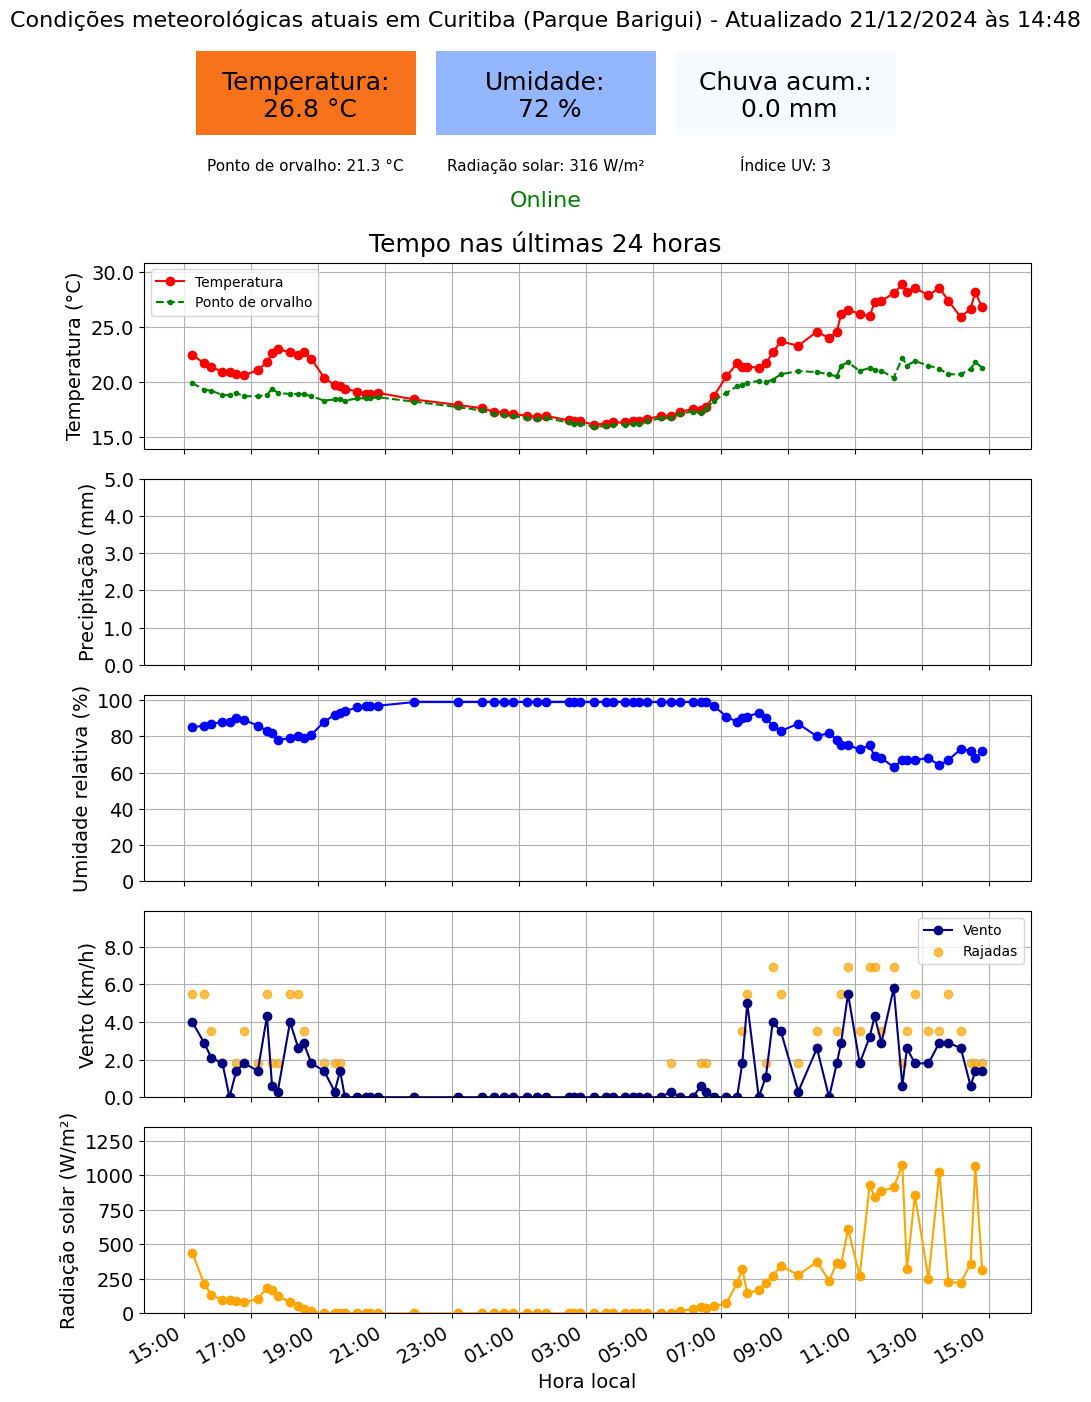 Condições meteorológicas atuais em Curitiba (Parque Barigui) - Atualizado 21/12/2024 às 14:48
Temperatura:
26.8 °C
Umidade:
72 %
Chuva acum.:
0.0 mm
Ponto de orvalho: 21.3 °C
Radiação solar: 316 W/m²
Índice UV: 3
Online
Tempo nas últimas 24 horas
Temperatura (°C)
30.0
25.0
20.0
15.0
Temperatura
Ponto de orvalho
Precipitação (mm)
5.0
4.0
3.0
2.0
1.0
0.0
Umidade relativa (%)
100
80
60
40
20
0
Vento (km/h)
8.0
6.0
4.0
2.0
0.0
Vento
Rajadas
Radiação solar (W/m²)
1250
1000
750
500
250
0
15:00
17:00
19:00
21:00
23:00
01:00
03:00
05:00
07:00
09:00
11:00
13:00
15:00
Hora local